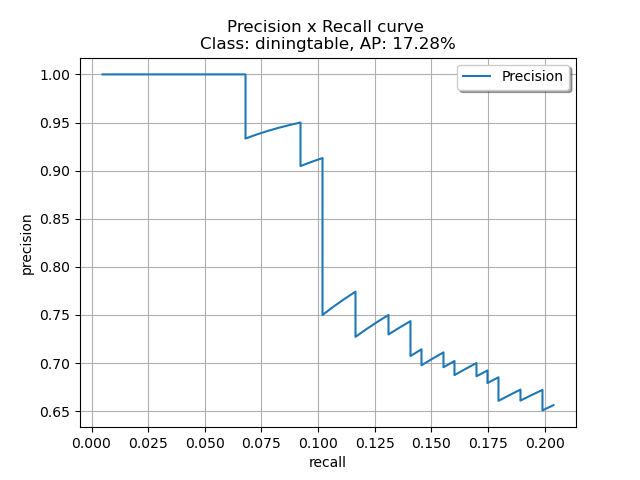 Precision x Recall curve
Class: diningtable, AP: 17.28%
Precision
1.00
0.95
0.90
0.85
0.80
0.75
0.70
0.65
precision
0.000 0.025 0.050 0.075 0.100 0.125 0.150 0.175 0.200
recall